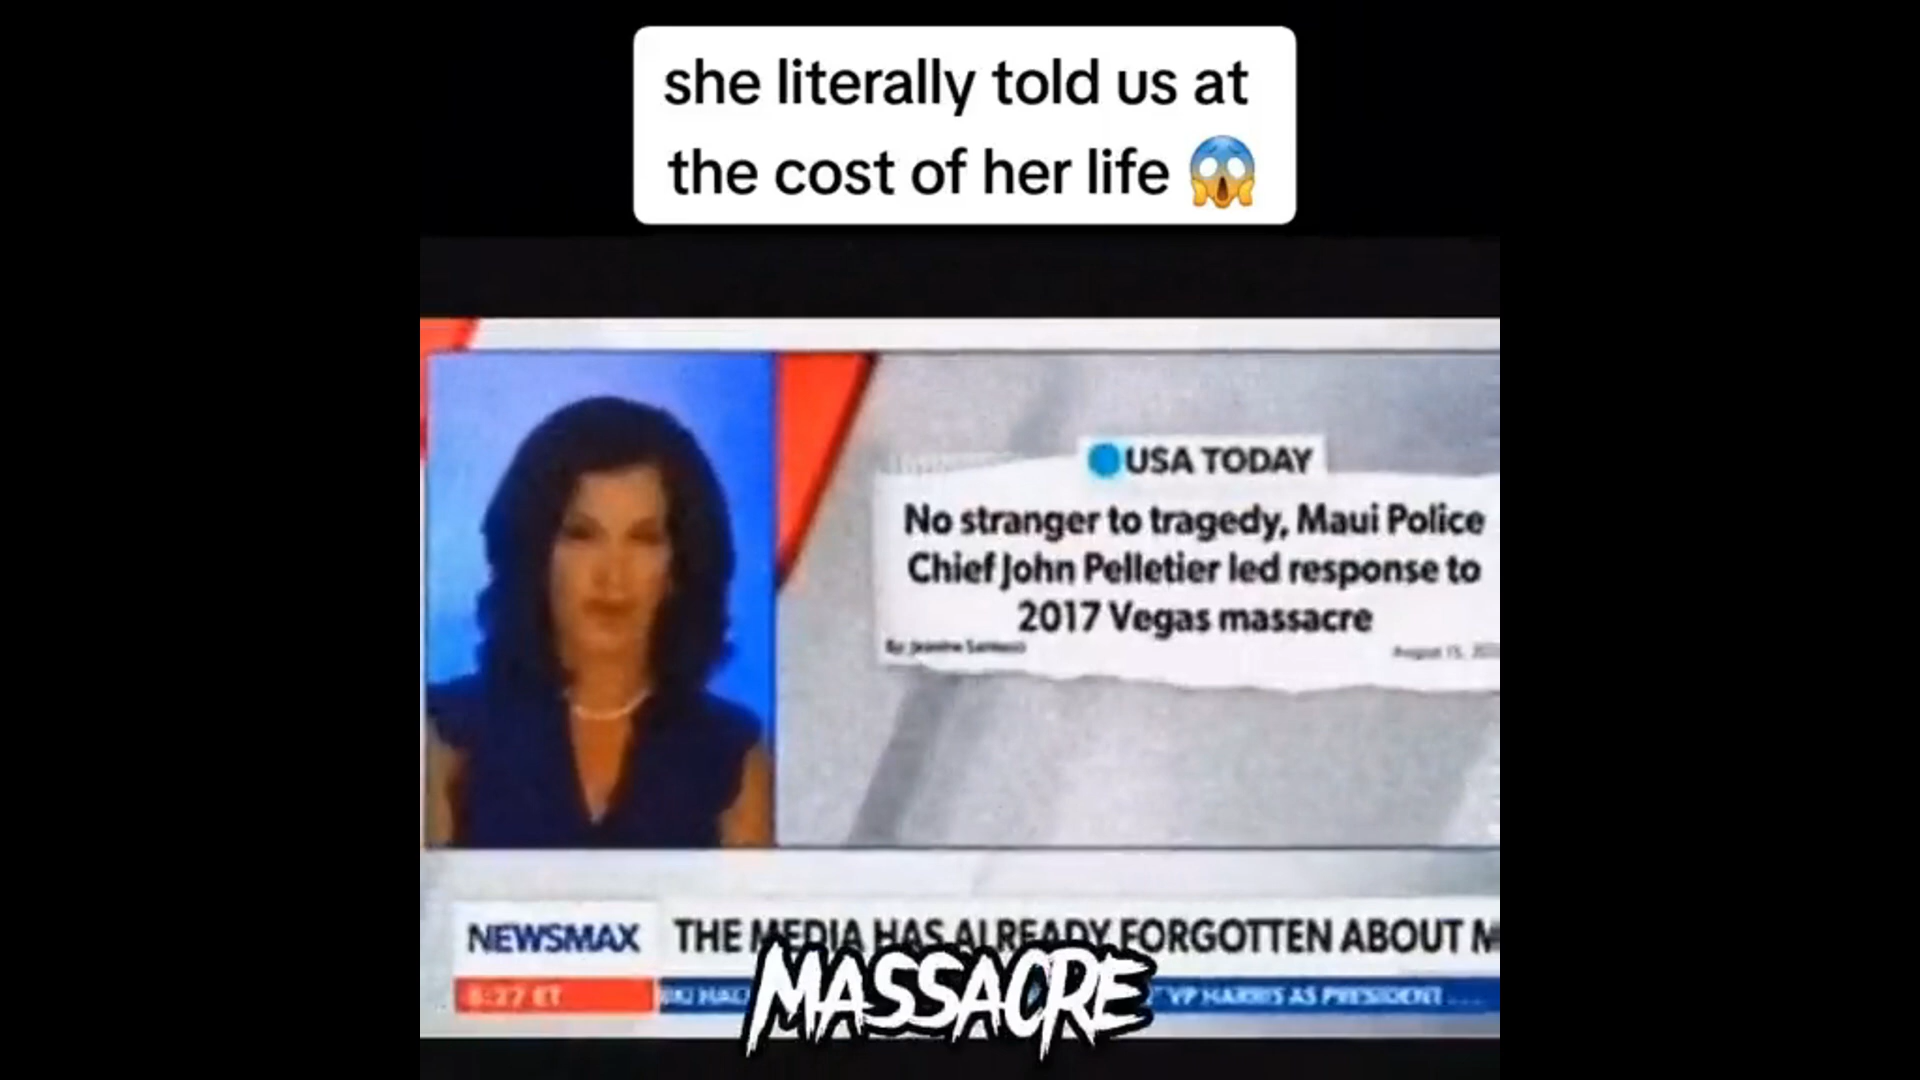 she literally told us at
the cost of her life 😱
USA TODAY
No stranger to tragedy, Maui Police
Chief John Pelletier led response to
2017 Vegas massacre
August 15,
NEWSMAX THE MEDIA HAS ALREADY FORGOTTEN ABOUT M
MASSACRE
VP HARRIS AS PRESIDENT